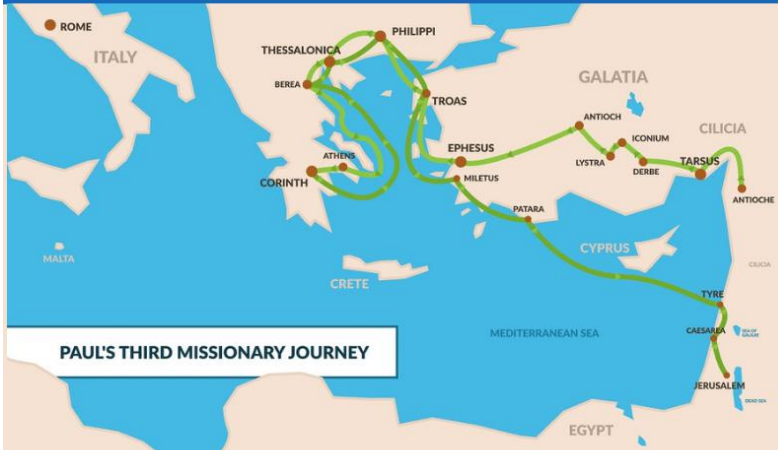 ROME
ITALY
PHILIPPI
THESSALONICA
BEREA
TROAS
GALATIA
ANTIOCH
ICONIUM
CILICIA
EPHESUS
LYSTRA
DERBE
TARSUS
ATHENS
CORINTH
MILETUS
ANTIOCHE
PATARA
CYPRUS
MALTA
CRETE
CILICIA
TYRE
MEDITERRANEAN SEA
CAESAREA
SEA OF
GALILEE
PAUL'S THIRD MISSIONARY JOURNEY
JERUSALEM
DEAD SEA
EGYPT